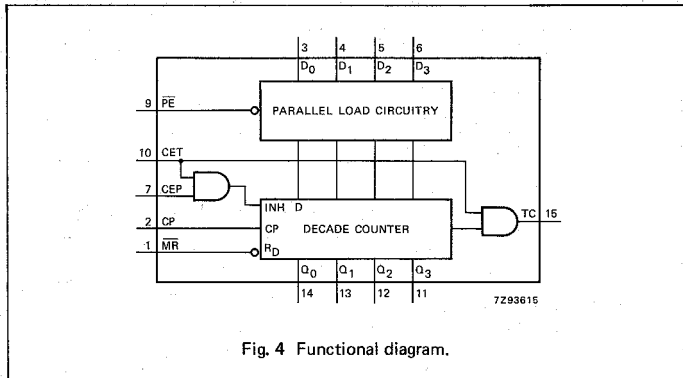 3 4 5 6
D0 D1 D2 D3
9 PE
PARALLEL LOAD CIRCUITRY
10 CET
7 CEP
INH D
TC 15
2 CP
CP
DECADE COUNTER
1 MR
RD
Q0 Q1 Q2 Q3
14 13 12 11
7Z93615
Fig. 4 Functional diagram.